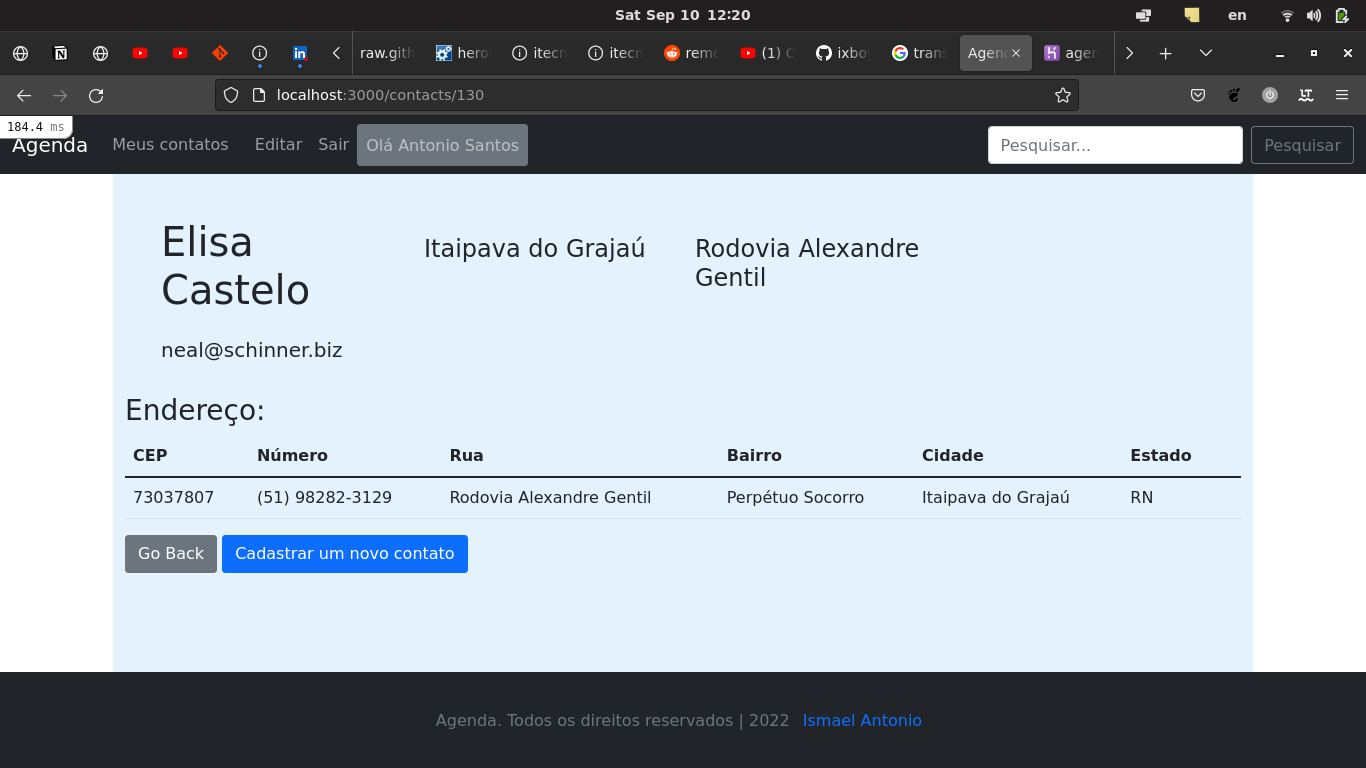 Sat Sep 10 12:20
en
raw.gith
hero
itecn
itecn
remo
(1) C
ixbo
trans
Agend
agen
localhost:3000/contacts/130
184.4 ms
Agenda
Meus contatos
Editar
Sair
Olá Antonio Santos
Pesquisar...
Pesquisar
Elisa
Castelo
Itaipava do Grajaú
Rodovia Alexandre
Gentil
neal@schinner.biz
Endereço:
CEP Número Rua Bairro Cidade Estado
73037807 (51) 98282-3129 Rodovia Alexandre Gentil Perpétuo Socorro Itaipava do Grajaú RN
Go Back
Cadastrar um novo contato
Agenda. Todos os direitos reservados | 2022 Ismael Antonio